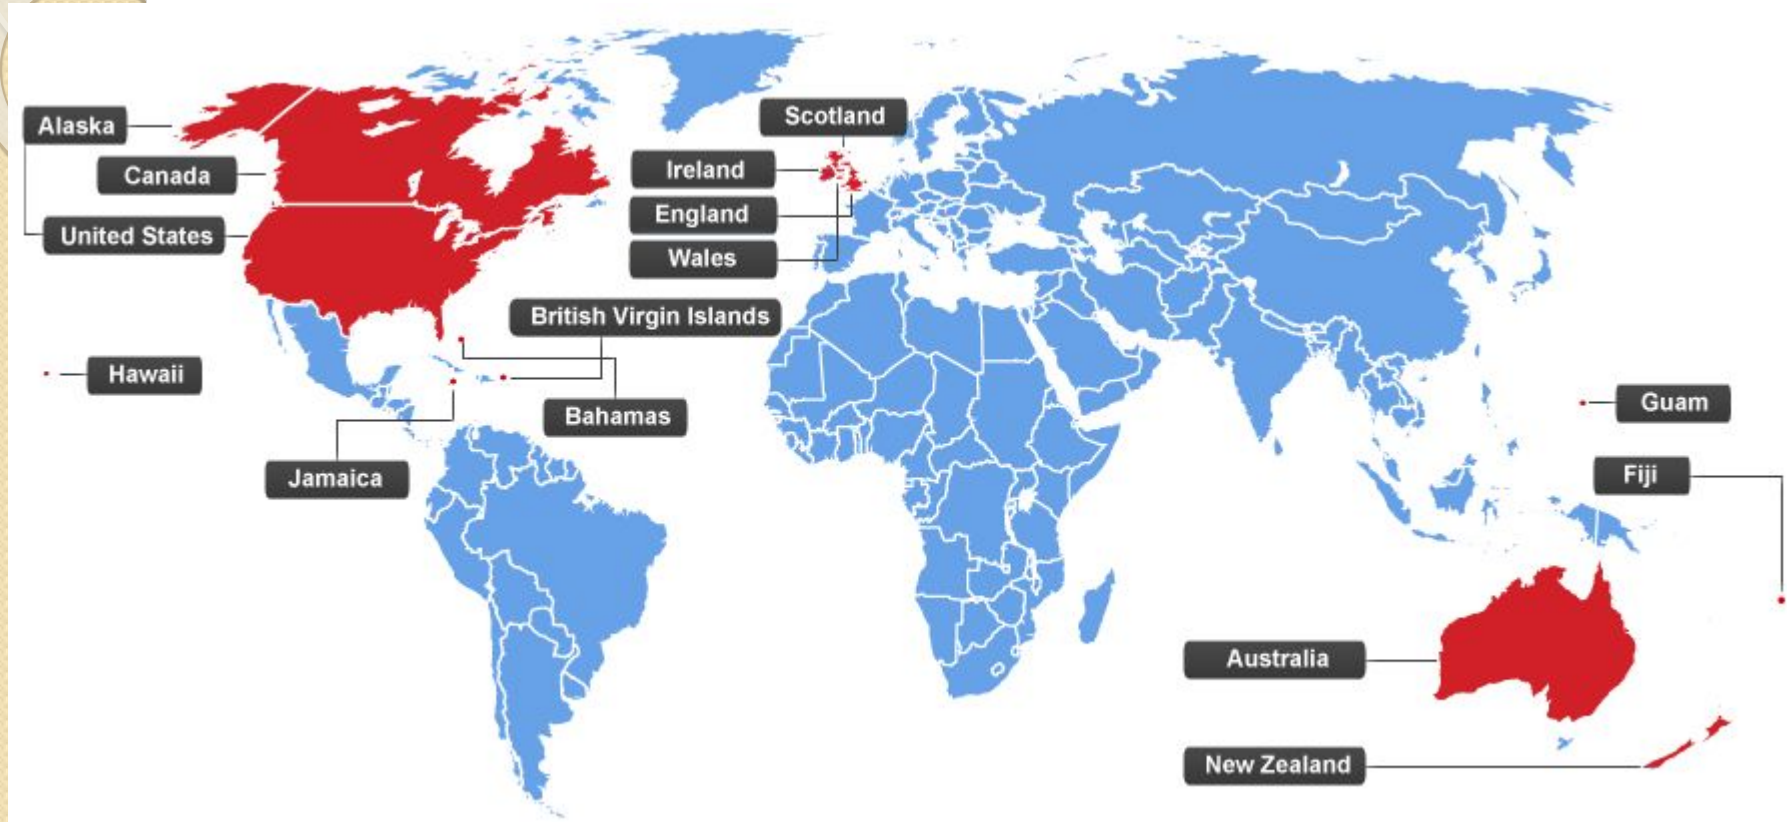 Alaska
Scotland
Canada
Ireland
England
United States
Wales
British Virgin Islands
Hawaii
Bahamas
Guam
Jamaica
Fiji
Australia
New Zealand